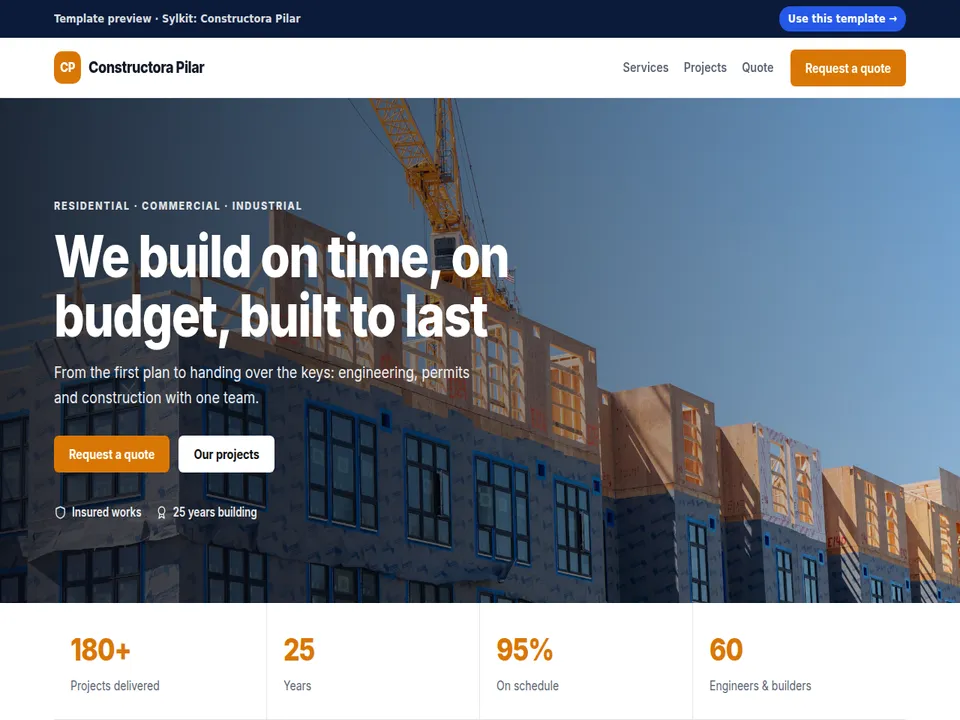 Template preview · Sylkit: Constructora Pilar
Use this template →
CP
Constructora Pilar
Services
Projects
Quote
Request a quote
RESIDENTIAL · COMMERCIAL · INDUSTRIAL
We build on time, on
budget, built to last
From the first plan to handing over the keys: engineering, permits
and construction with one team.
Request a quote
Our projects
Insured works
25 years building
180+
Projects delivered
25
Years
95%
On schedule
60
Engineers & builders